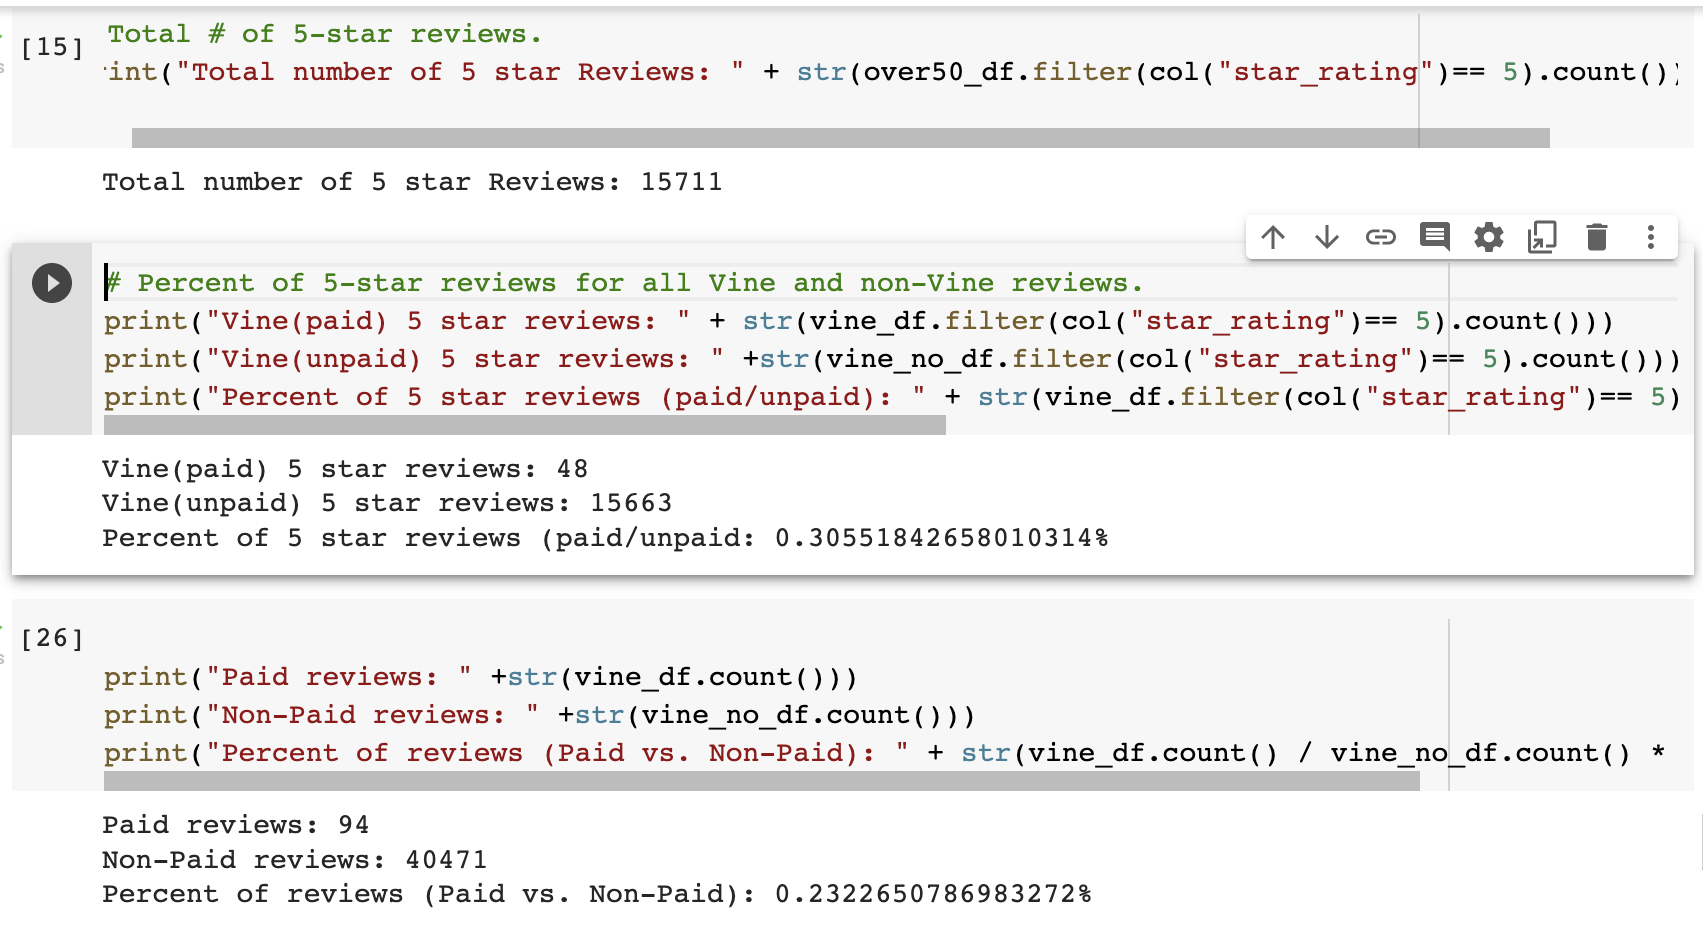 [15]
Total # of 5-star reviews.
int("Total number of 5 star Reviews: " + str(over50_df.filter(col("star_rating")== 5).count()
Total number of 5 star Reviews: 15711
# Percent of 5-star reviews for all Vine and non-Vine reviews.
print("Vine(paid) 5 star reviews: " + str(vine_df.filter(col("star_rating")== 5).count()))
print("Vine(unpaid) 5 star reviews: " +str(vine_no_df.filter(col("star_rating")== 5).count()))
print("Percent of 5 star reviews (paid/unpaid): " + str(vine_df.filter(col("star_rating")== 5)
Vine(paid) 5 star reviews: 48
Vine(unpaid) 5 star reviews: 15663
Percent of 5 star reviews (paid/unpaid: 0.30551842658010314%
[26]
print("Paid reviews: " +str(vine_df.count()))
print("Non-Paid reviews: " +str(vine_no_df.count()))
print("Percent of reviews (Paid vs. Non-Paid): " + str(vine_df.count() / vine_no_df.count() *
Paid reviews: 94
Non-Paid reviews: 40471
Percent of reviews (Paid vs. Non-Paid): 0.2322650786983272%